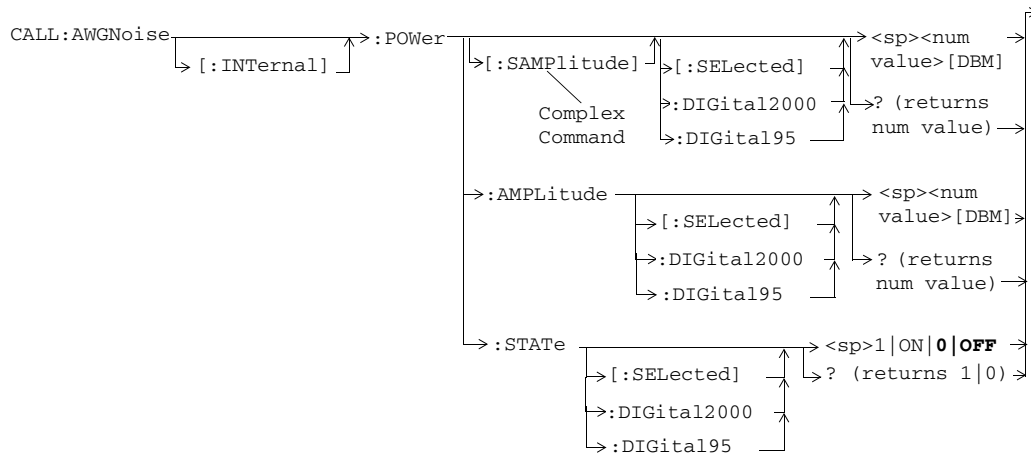 CALL:AWGNoise
[:INTernal]
:POWer
[:SAMPlitude]
Complex
Command
[:SELected]
:DIGital2000
:DIGital95
<sp><num
value>[DBM]
? (returns
num value)
:AMPLitude
[:SELected]
:DIGital2000
:DIGital95
<sp><num
value>[DBM]
? (returns
num value)
:STATe
[:SELected]
:DIGital2000
:DIGital95
<sp>1|ON|0|OFF
? (returns 1|0)